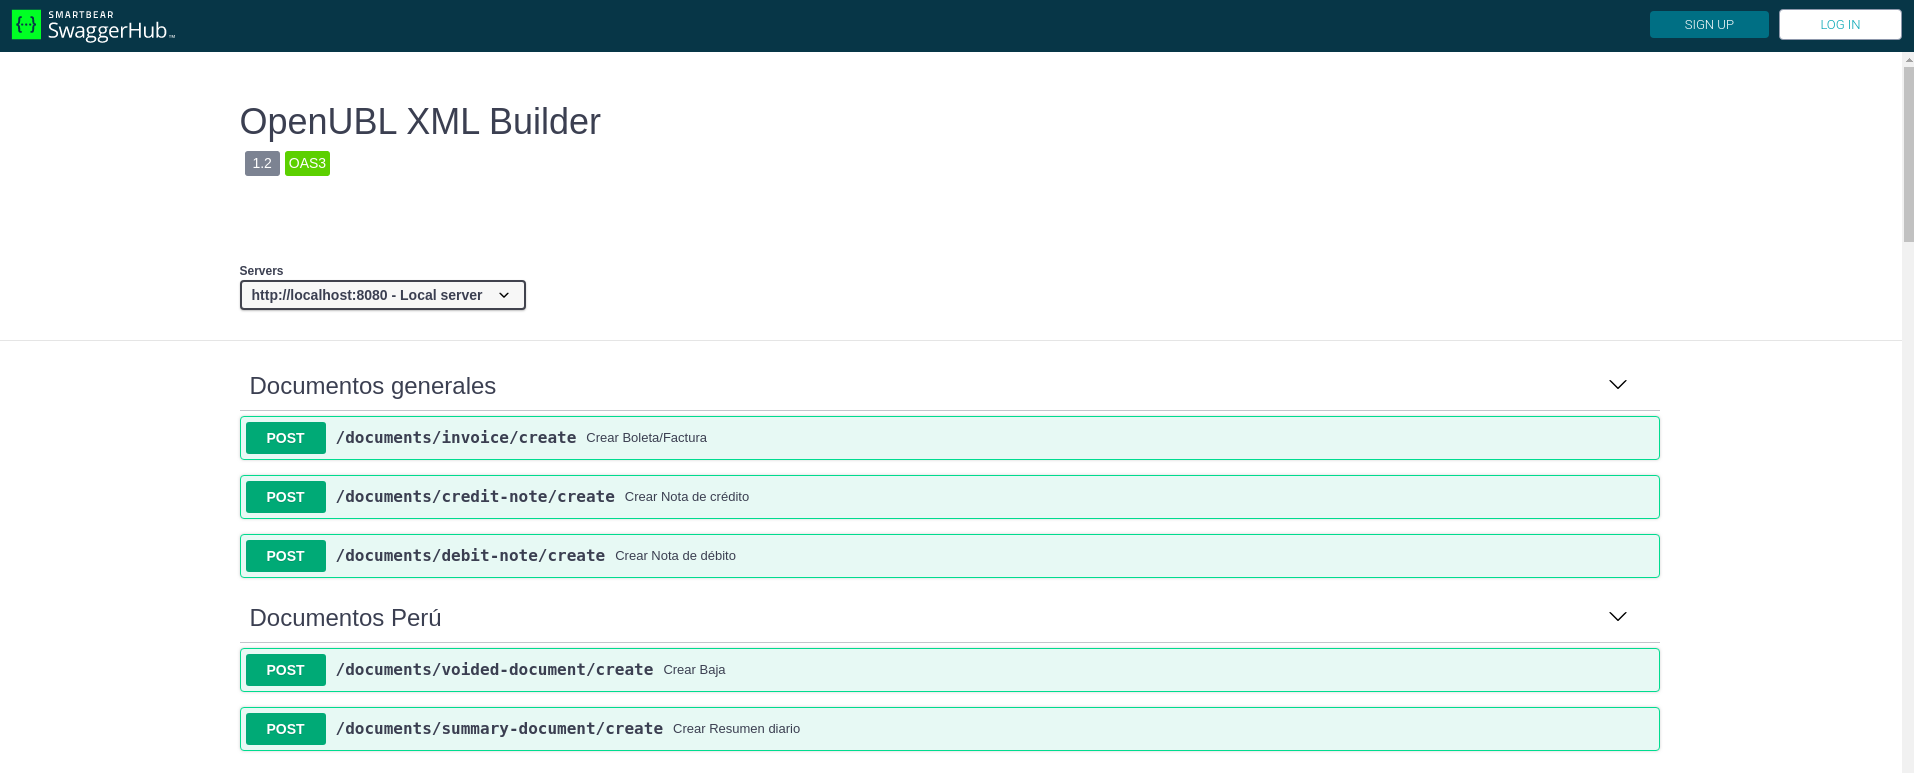 SMARTBEAR
SwaggerHub™
SIGN UP
LOG IN
OpenUBL XML Builder
1.2 OAS3
Servers
http://localhost:8080 - Local server
Documentos generales
POST /documents/invoice/create Crear Boleta/Factura
POST /documents/credit-note/create Crear Nota de crédito
POST /documents/debit-note/create Crear Nota de débito
Documentos Perú
POST /documents/voided-document/create Crear Baja
POST /documents/summary-document/create Crear Resumen diario